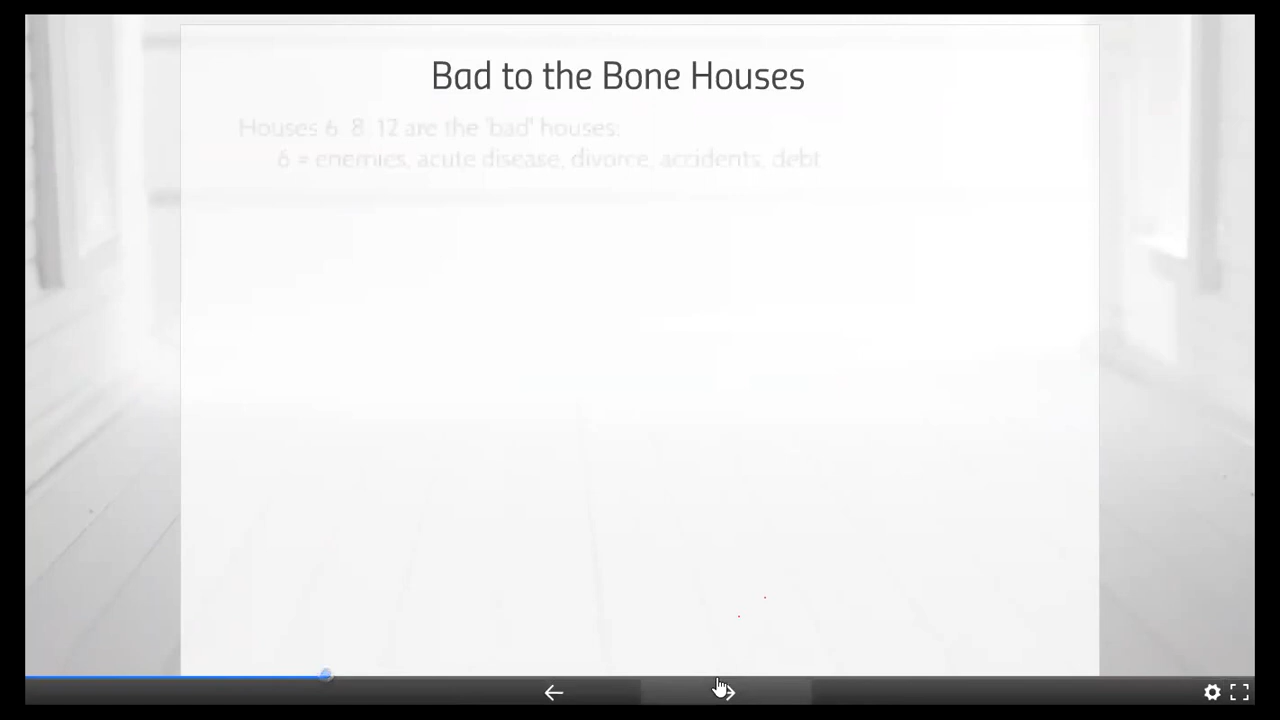 Bad to the Bone Houses
Houses 6 8 12 are the 'bad' houses:
6 = enemies, acute disease, divorce, accidents, debt